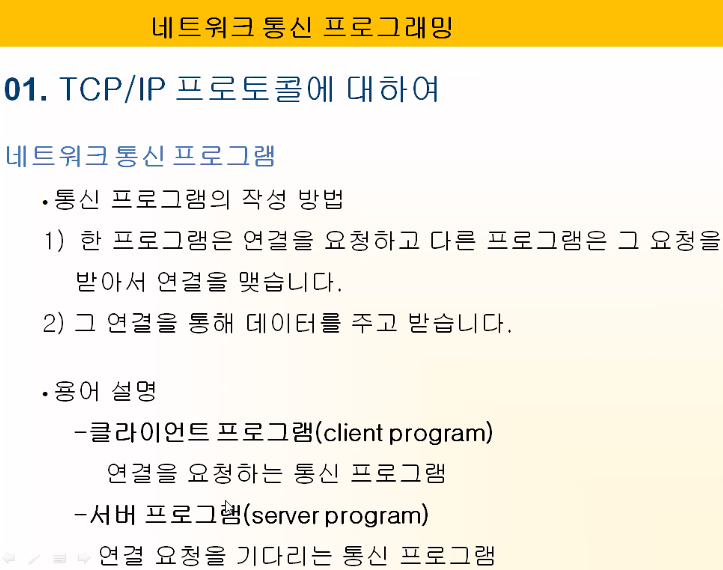 네트워크 통신 프로그래밍
01. TCP/IP 프로토콜에 대하여
네트워크 통신 프로그램
•통신 프로그램의 작성 방법
1) 한 프로그램은 연결을 요청하고 다른 프로그램은 그 요청을
받아서 연결을 맺습니다.
2) 그 연결을 통해 데이터를 주고 받습니다.
•용어 설명
-클라이언트 프로그램(client program)
연결을 요청하는 통신 프로그램
-서버 프로그램(server program)
연결 요청을 기다리는 통신 프로그램